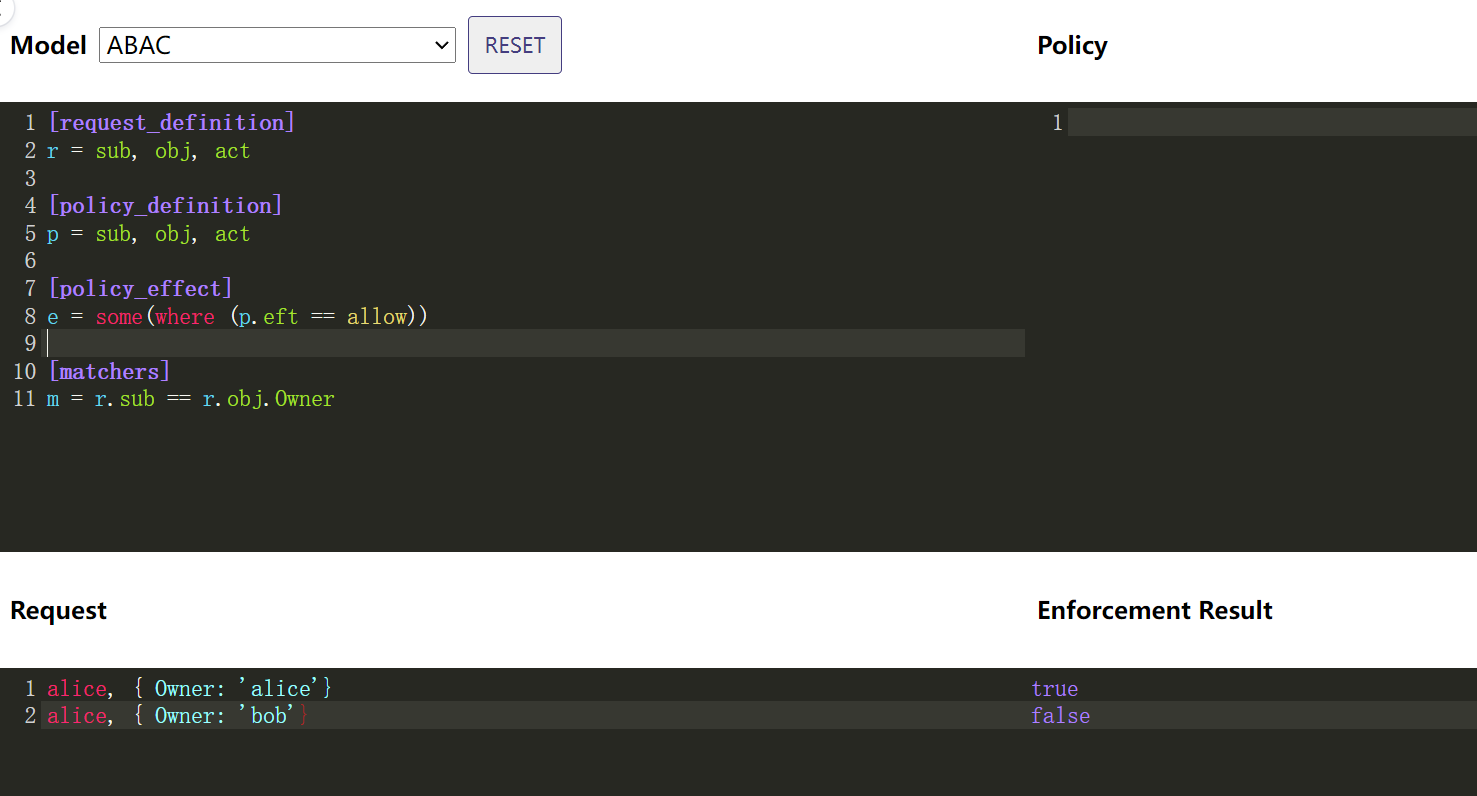 Model ABAC RESET
Policy
1 [request_definition]
2 r = sub, obj, act
3
4 [policy_definition]
5 p = sub, obj, act
6
7 [policy_effect]
8 e = some(where (p.eft == allow))
9
10 [matchers]
11 m = r.sub == r.obj.Owner
1
Request
1 alice, { Owner: 'alice'}
2 alice, { Owner: 'bob'}
Enforcement Result
true
false